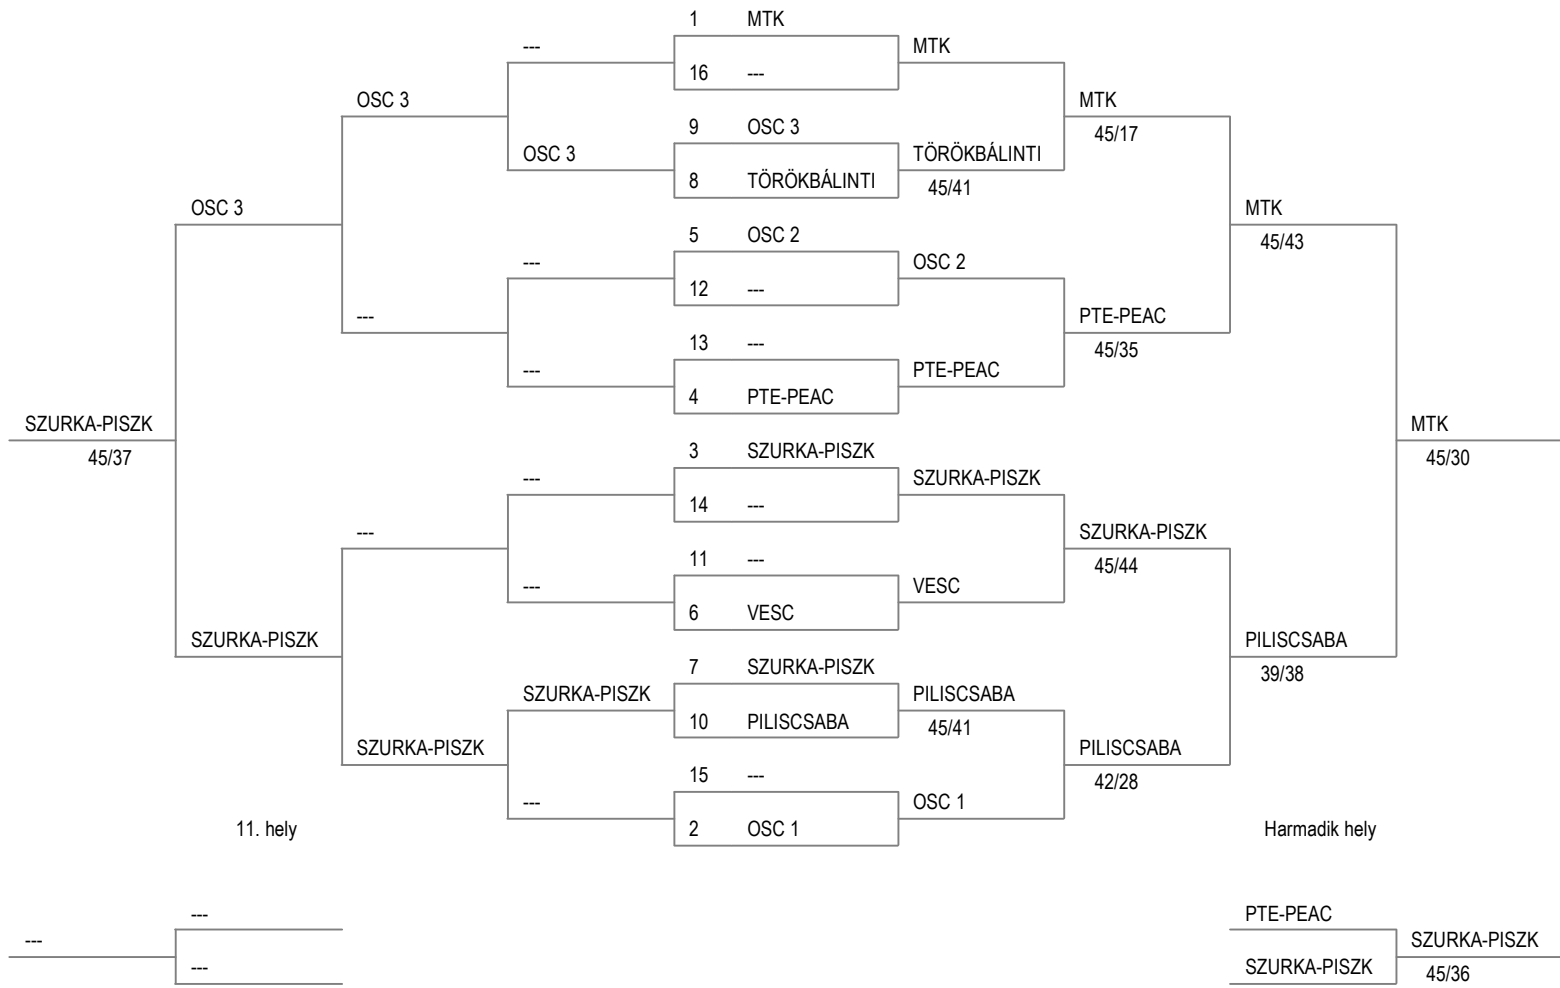 1 MTK
--- MTK
16 ---
OSC 3 MTK
9 OSC 3 45/17
OSC 3 TÖRÖKBÁLINTI
8 TÖRÖKBÁLINTI 45/41
OSC 3 MTK
5 OSC 2 45/43
--- OSC 2
12 ---
--- PTE-PEAC
13 --- 45/35
--- PTE-PEAC
4 PTE-PEAC
SZURKA-PISZK MTK
45/37 45/30
3 SZURKA-PISZK
--- SZURKA-PISZK
14 ---
--- SZURKA-PISZK
11 --- 45/44
--- VESC
6 VESC
SZURKA-PISZK PILISCSABA
7 SZURKA-PISZK 39/38
SZURKA-PISZK PILISCSABA
10 PILISCSABA 45/41
SZURKA-PISZK PILISCSABA
15 --- 42/28
--- OSC 1
11. hely 2 OSC 1 Harmadik hely
--- PTE-PEAC
--- SZURKA-PISZK
--- SZURKA-PISZK 45/36